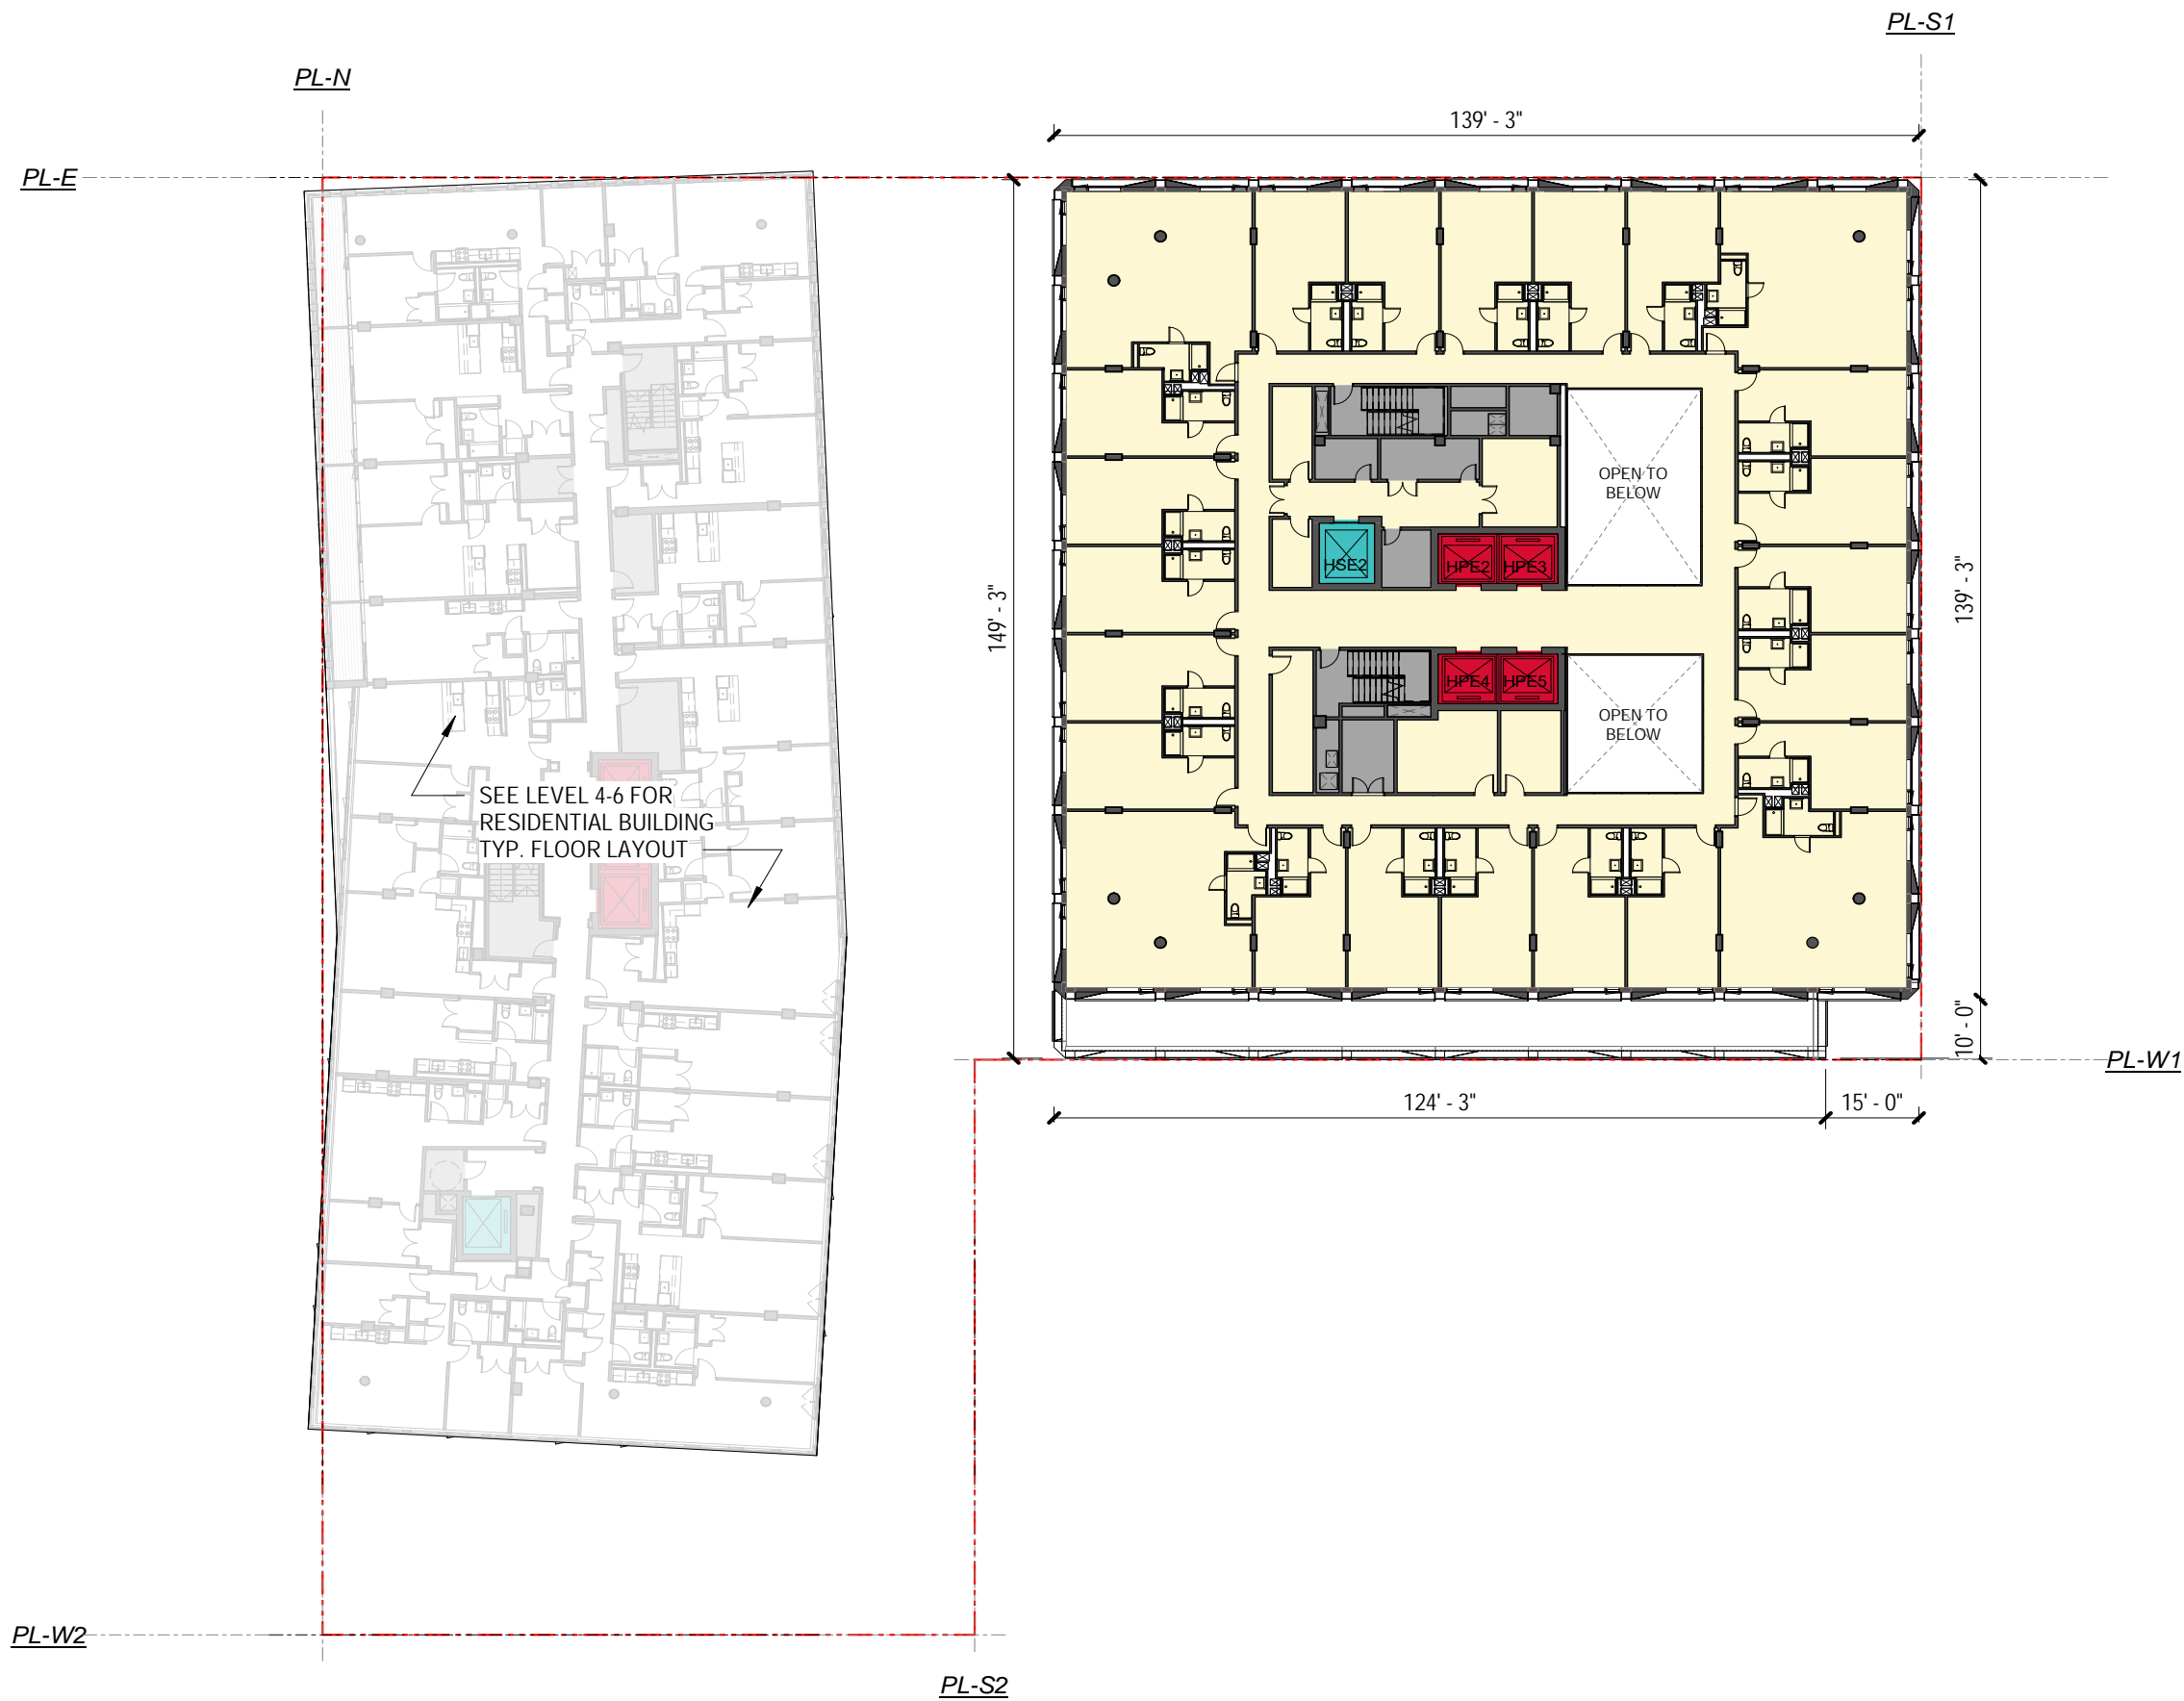 PL-S1
PL-N
139' - 3"
PL-E
OPEN TO
BELOW
HSE2
HPE2
HPE3
149' - 3"
139' - 3"
HPE4
HPE5
OPEN TO
BELOW
SEE LEVEL 4-6 FOR
RESIDENTIAL BUILDING
TYP. FLOOR LAYOUT
10' - 0"
PL-W1
124' - 3"
15' - 0"
PL-W2
PL-S2